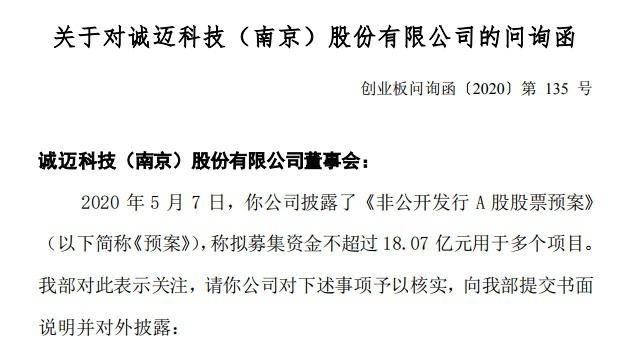 关于对诚迈科技（南京）股份有限公司的问询函
创业板问询函〔2020〕第 135 号
诚迈科技（南京）股份有限公司董事会：
2020 年 5 月 7 日，你公司披露了《非公开发行 A 股股票预案》
（以下简称《预案》），称拟募集资金不超过 18.07 亿元用于多个项目。
我部对此表示关注，请你公司对下述事项予以核实，向我部提交书面
说明并对外披露：